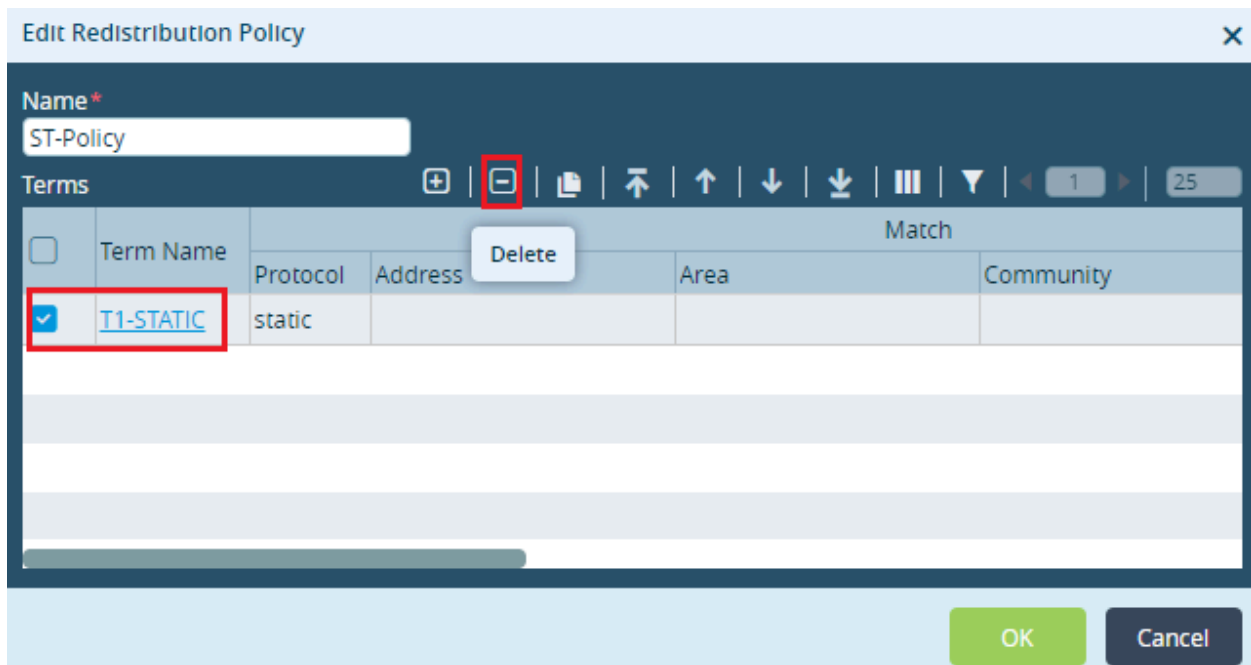 Edit Redistribution Policy
Name*
ST-Policy
Terms
1
25
Term Name
Match
Protocol
Address
Delete
Area
Community
T1-STATIC
static
OK
Cancel